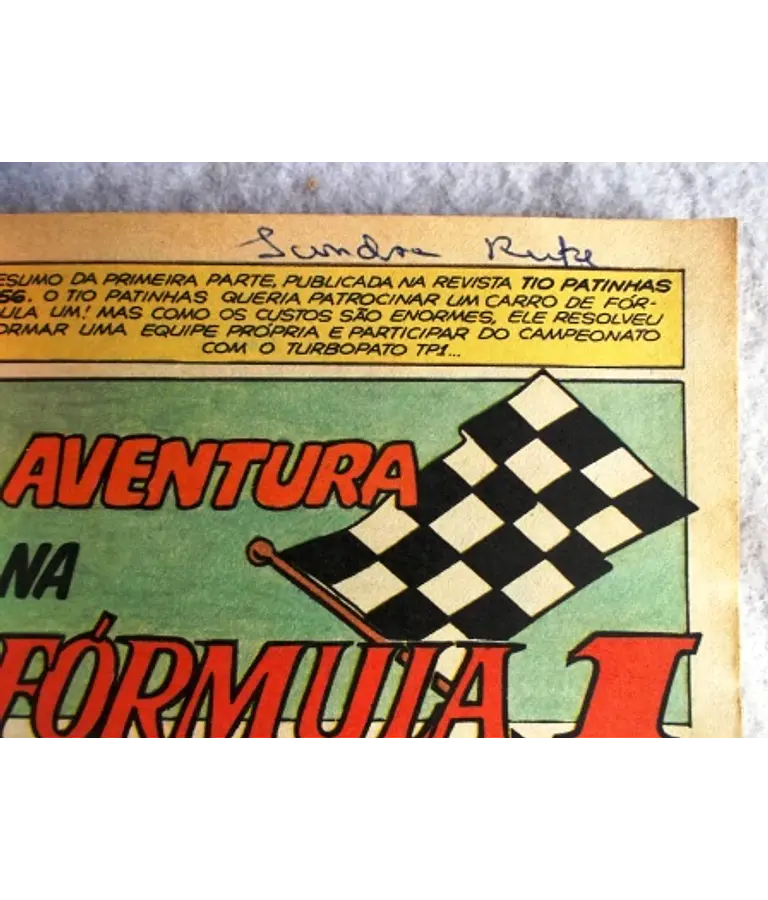 Sandra Rute
ESUMO DA PRIMEIRA PARTE, PUBLICADA NA REVISTA TIO PATINHAS
56. O TIO PATINHAS QUERIA PATROCINAR UM CARRO DE FÓR-
ULA UM! MAS COMO OS CUSTOS SÃO ENORMES, ELE RESOLVEU
ORMAR UMA EQUIPE PRÓPRIA E PARTICIPAR DO CAMPEONATO
COM O TURBOPATO TP1...
AVENTURA
NA
FÓRMULA 1